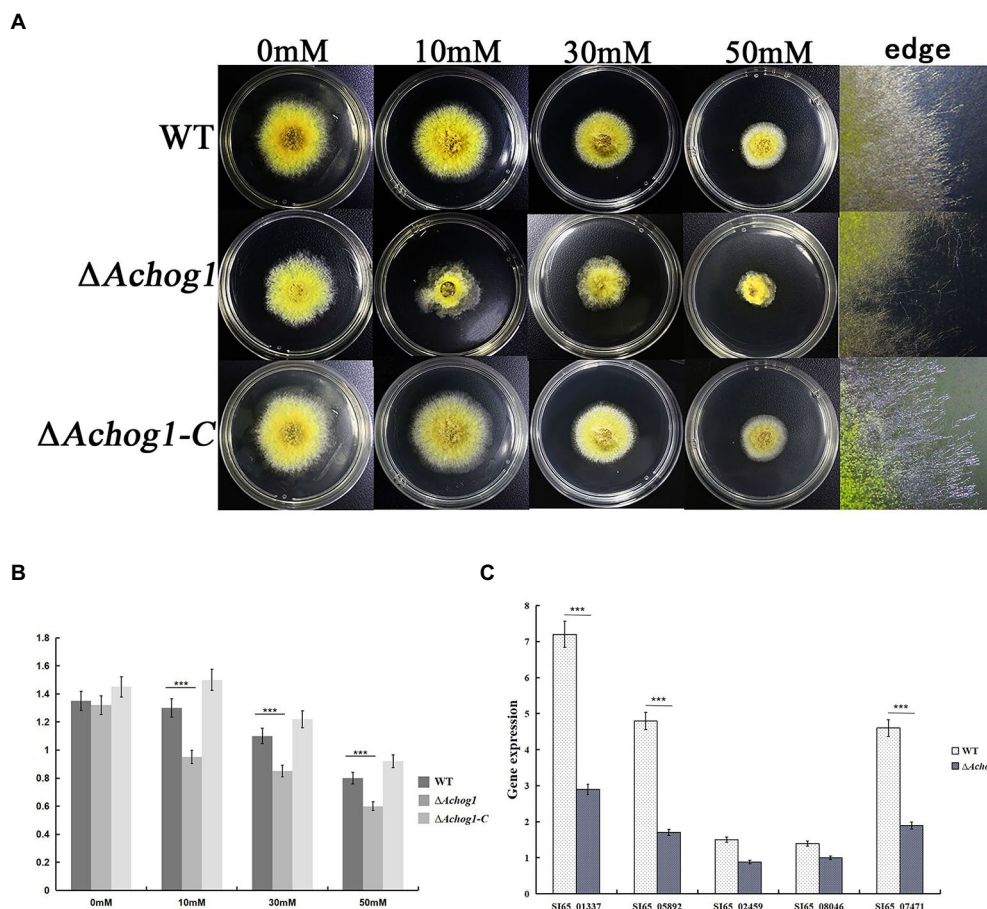 A
0mM 10mM 30mM 50mM edge
WT
ΔAchog1
ΔAchog1-C
B
1.8
1.6
1.4
1.2
1
0.8
0.6
0.4
0.2
0
*** *** ***
0mM 10mM 30mM 50mM
WT
ΔAchog1
ΔAchog1-C
C
Gene expression
8
7
6
5
4
3
2
1
0
*** *** ***
SI65_01337 SI65_05892 SI65_02459 SI65_08046 SI65_07471
WT
ΔAcho